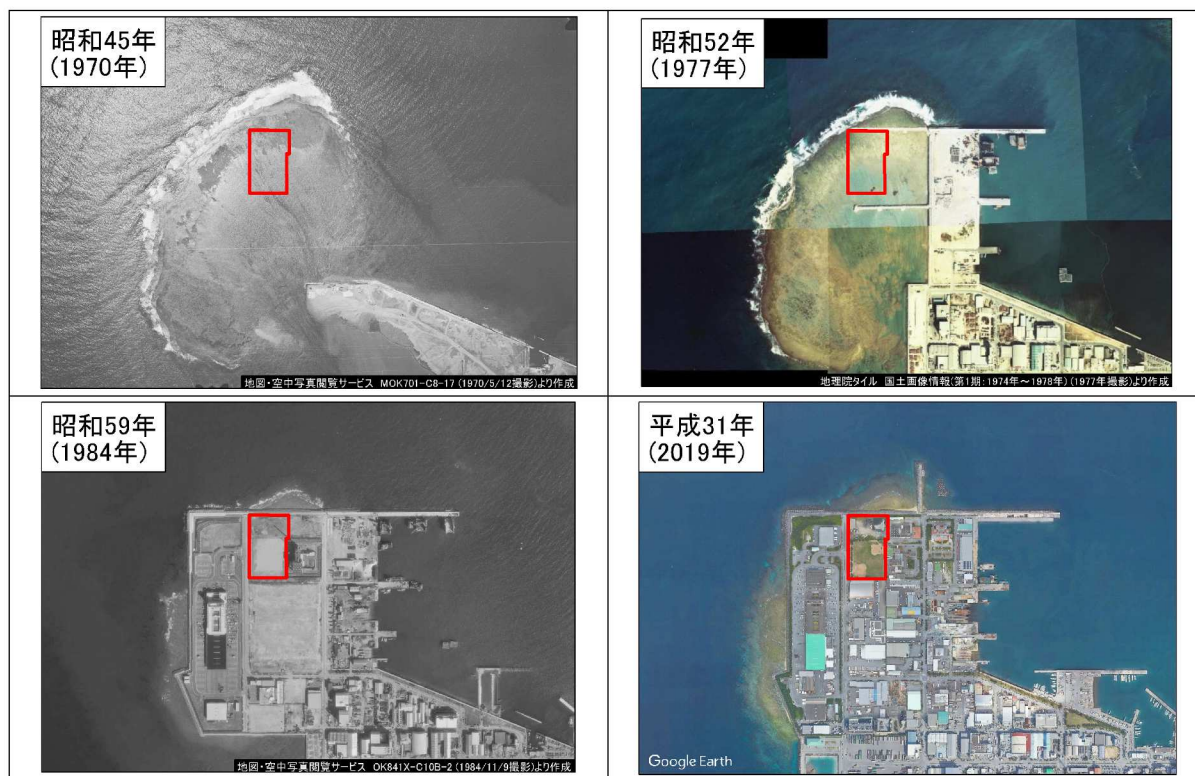 昭和45年
(1970年)
地図・空中写真閲覧サービス MOK701-C8-17 (1970/5/12撮影)より作成
昭和52年
(1977年)
地理院タイル 国土画像情報(第1期:1974年~1978年)(1977年撮影)より作成
昭和59年
(1984年)
地図・空中写真閲覧サービス OK841X-C10B-2 (1984/11/9撮影)より作成
平成31年
(2019年)
Google Earth